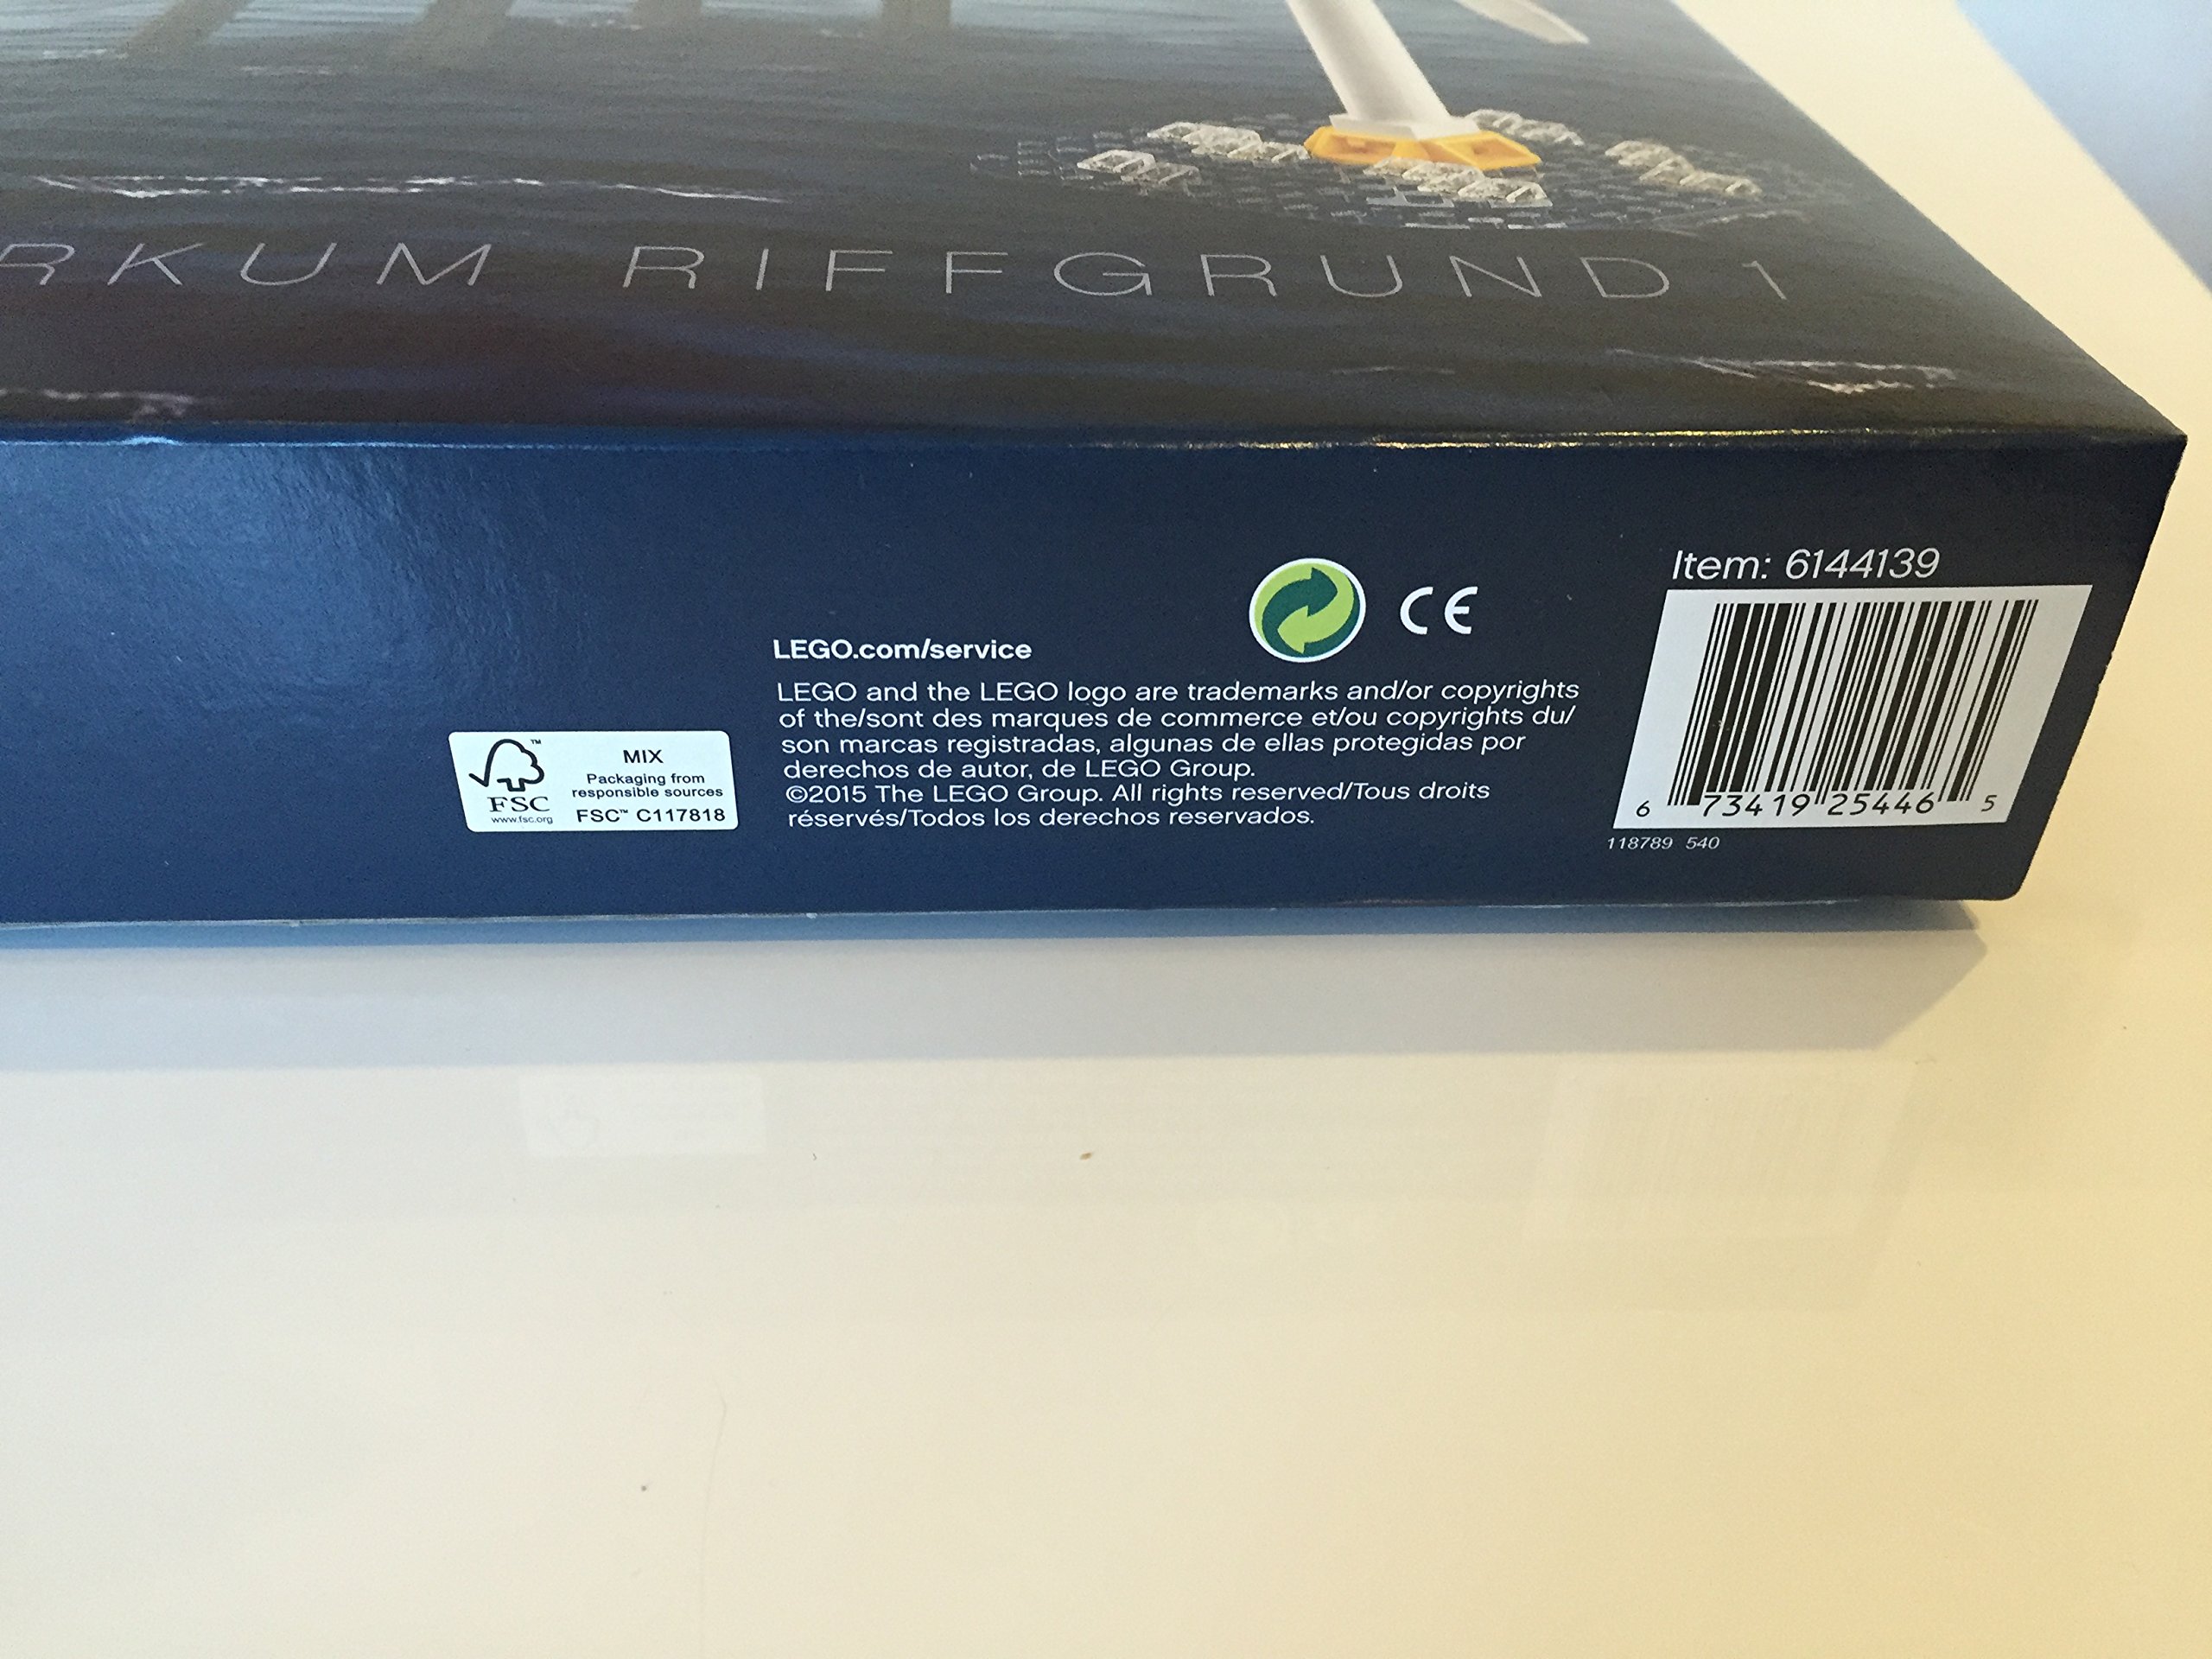 RKUM RIFFGRUND 1
Item: 6144139
CE
LEGO.com/service
LEGO and the LEGO logo are trademarks and/or copyrights
of the/sont des marques de commerce et/ou copyrights du/
son marcas registradas, algunas de ellas protegidas por
derechos de autor, de LEGO Group.
©2015 The LEGO Group. All rights reserved/Tous droits
réservés/Todos los derechos reservados.
FSC
www.fsc.org
MIX
Packaging from
responsible sources
FSC™ C117818
6 73419 25446 5
118789 540